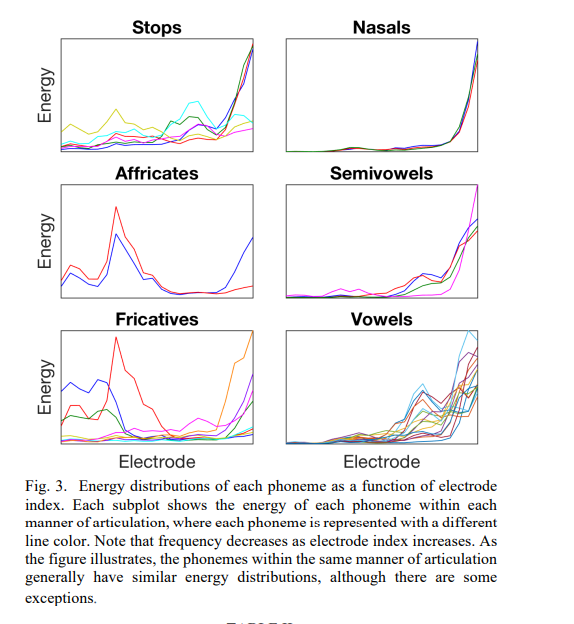 Stops
Nasals
Energy
Affricates
Semivowels
Energy
Fricatives
Vowels
Energy
Electrode
Electrode
Fig. 3. Energy distributions of each phoneme as a function of electrode
index. Each subplot shows the energy of each phoneme within each
manner of articulation, where each phoneme is represented with a different
line color. Note that frequency decreases as electrode index increases. As
the figure illustrates, the phonemes within the same manner of articulation
generally have similar energy distributions, although there are some
exceptions.